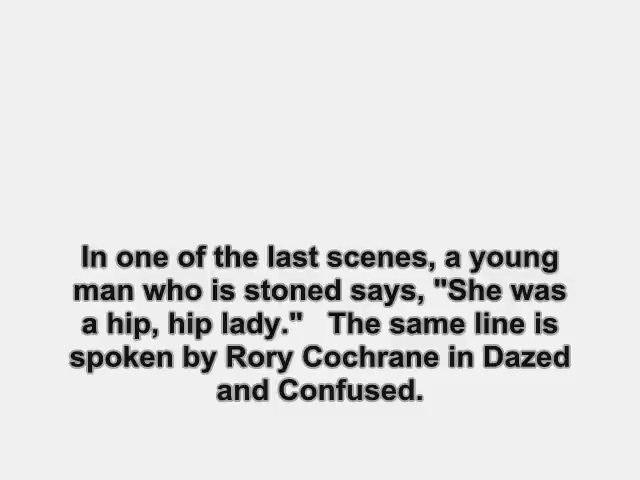 In one of the last scenes, a young
man who is stoned says, "She was
a hip, hip lady."   The same line is
spoken by Rory Cochrane in Dazed
and Confused.